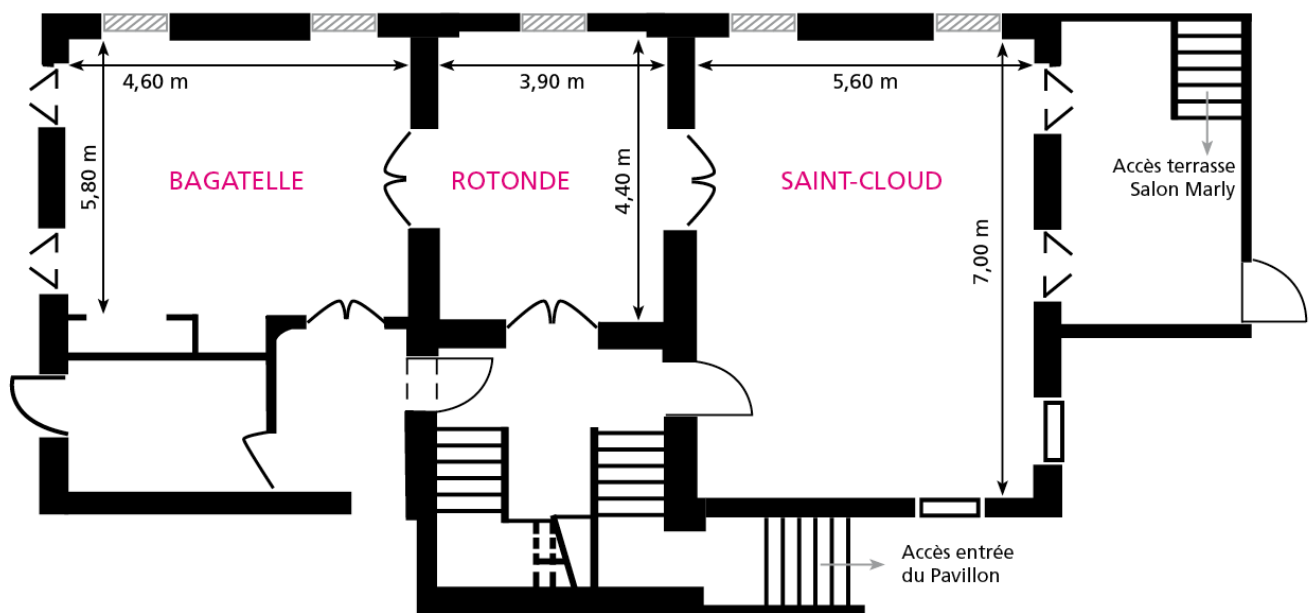 4,60 m
3,90 m
5,60 m
5,80 m
BAGATELLE
ROTONDE
4,40 m
SAINT-CLOUD
7,00 m
Accès terrasse
Salon Marly
Accès entrée
du Pavillon